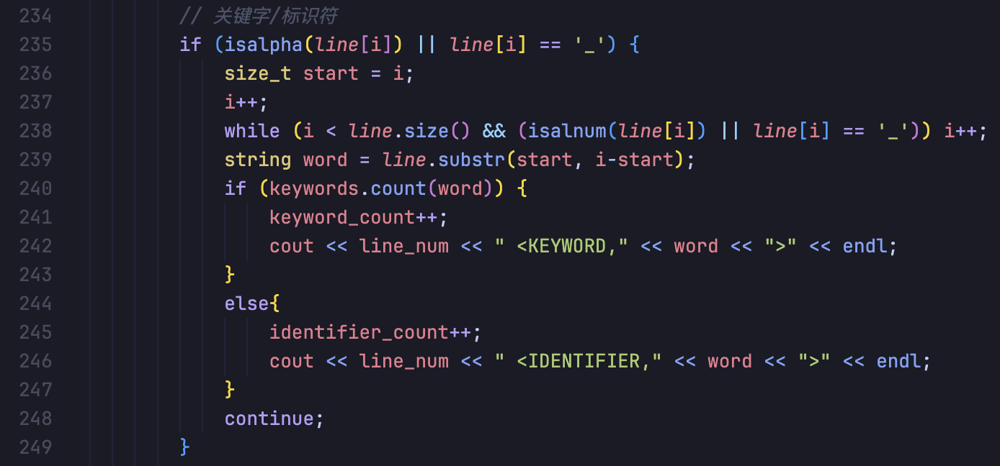 234 // 关键字/标识符
235 if (isalpha(line[i]) || line[i] == '_') {
236 size_t start = i;
237 i++;
238 while (i < line.size() && (isalnum(line[i]) || line[i] == '_')) i++;
239 string word = line.substr(start, i-start);
240 if (keywords.count(word)) {
241 keyword_count++;
242 cout << line_num << " <KEYWORD," << word << ">" << endl;
243 }
244 else{
245 identifier_count++;
246 cout << line_num << " <IDENTIFIER," << word << ">" << endl;
247 }
248 continue;
249 }